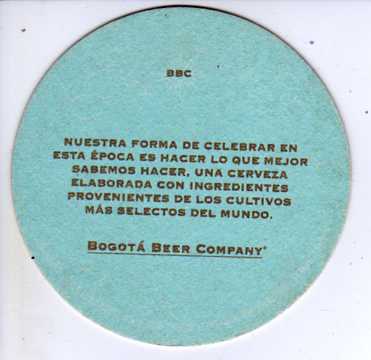 BBC
NUESTRA FORMA DE CELEBRAR EN
ESTA ÉPOCA ES HACER LO QUE MEJOR
SABEMOS HACER, UNA CERVEZA
ELABORADA CON INGREDIENTES
PROVENIENTES DE LOS CULTIVOS
MÁS SELECTOS DEL MUNDO.
BOGOTÁ BEER COMPANY